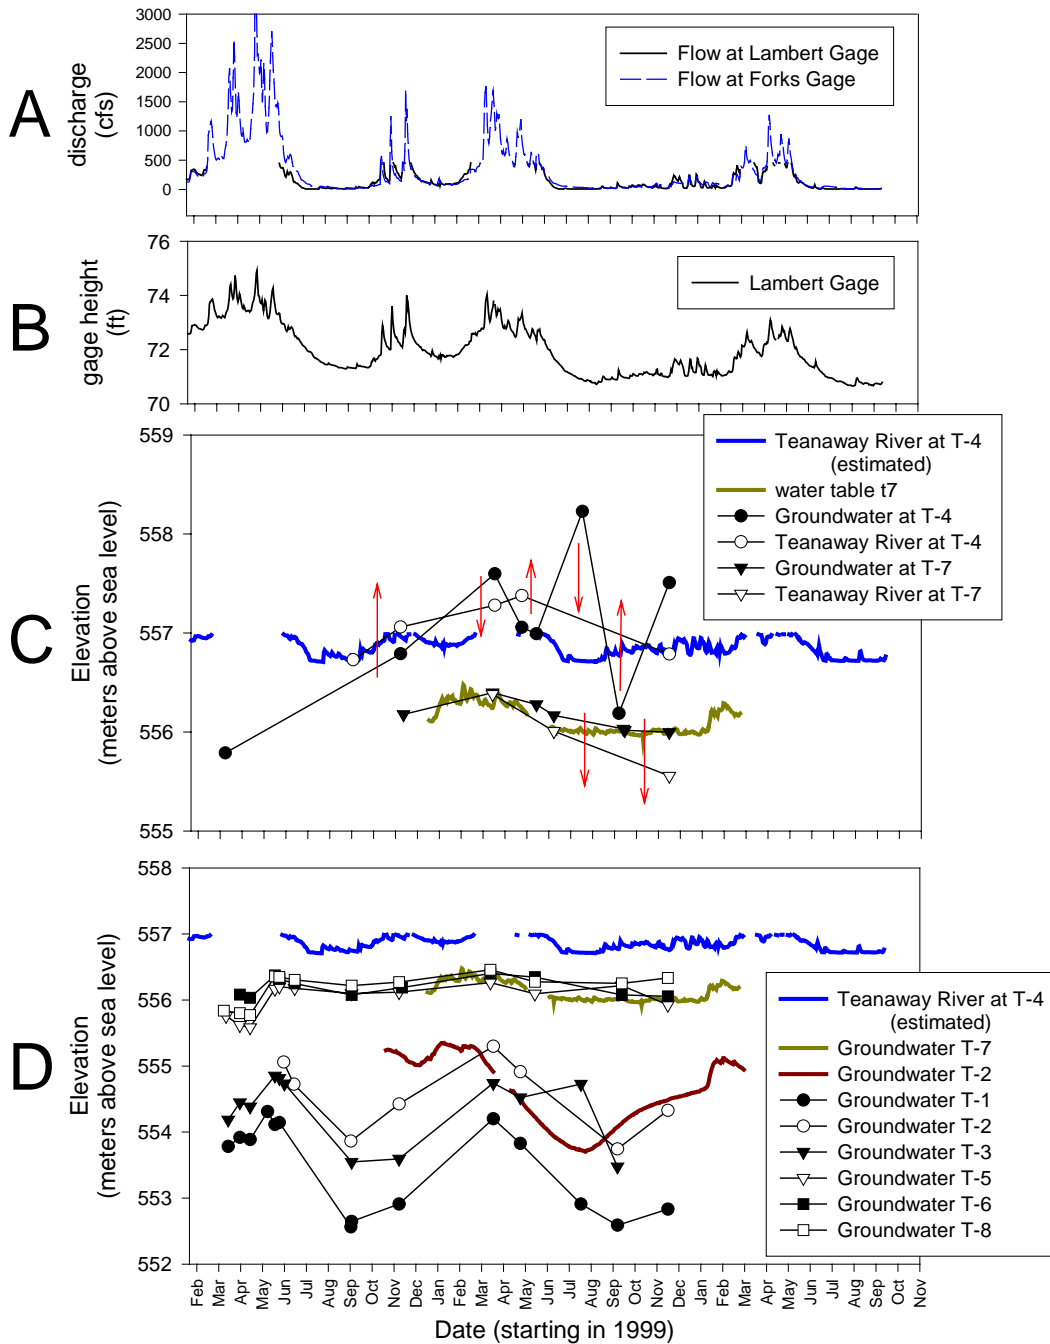 A
discharge
(cfs)
3000
2500
2000
1500
1000
500
0
Flow at Lambert Gage
Flow at Forks Gage
B
gage height
(ft)
76
74
72
70
Lambert Gage
C
Elevation
(meters above sea level)
559
558
557
556
555
Teanaway River at T-4
(estimated)
water table t7
Groundwater at T-4
Teanaway River at T-4
Groundwater at T-7
Teanaway River at T-7
D
Elevation
(meters above sea level)
558
557
556
555
554
553
552
Teanaway River at T-4
(estimated)
Groundwater T-7
Groundwater T-2
Groundwater T-1
Groundwater T-2
Groundwater T-3
Groundwater T-5
Groundwater T-6
Groundwater T-8
Feb
Mar
Apr
May
Jun
Jul
Aug
Sep
Oct
Nov
Dec
Jan
Feb
Mar
Apr
May
Jun
Jul
Aug
Sep
Oct
Nov
Dec
Jan
Feb
Mar
Apr
May
Jun
Jul
Aug
Sep
Oct
Nov
Date (starting in 1999)